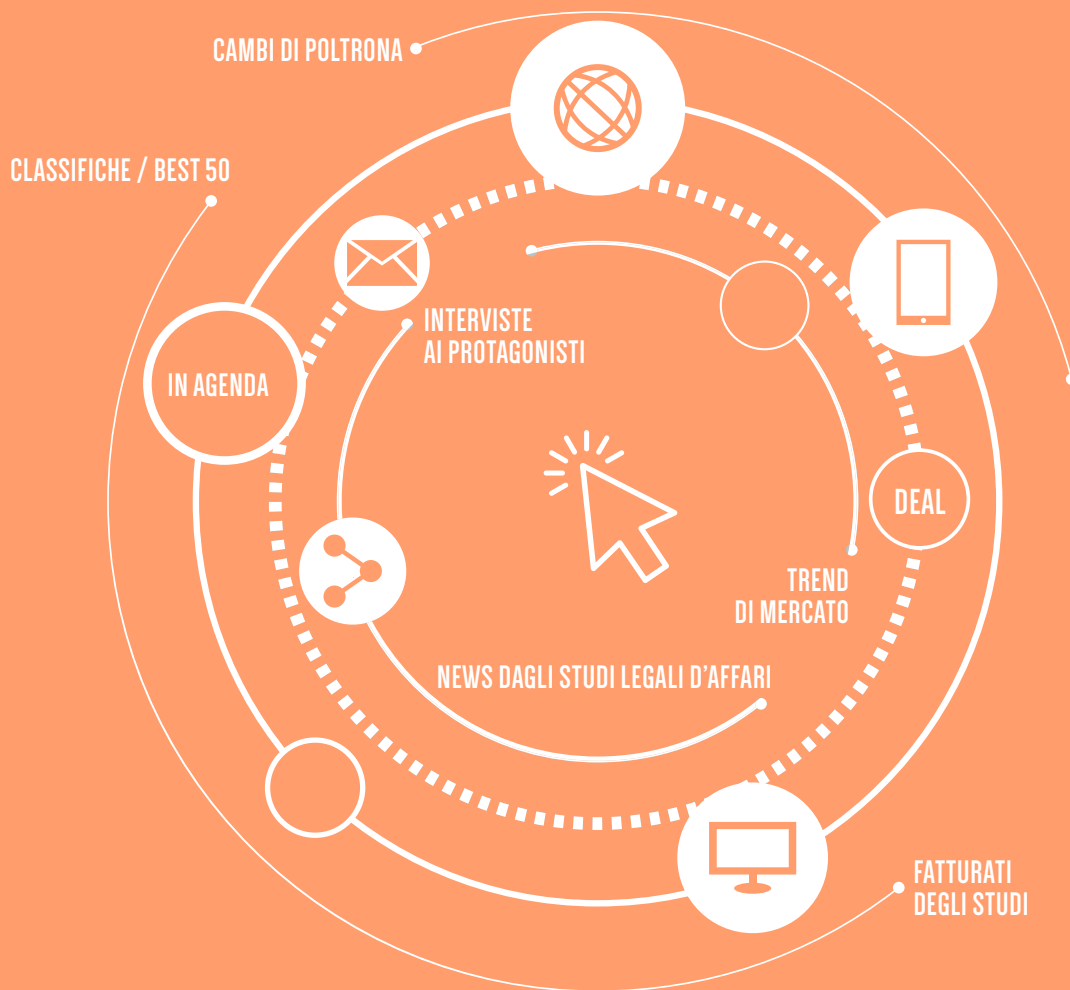 CAMBI DI POLTRONA
CLASSIFICHE / BEST 50
INTERVISTE
AI PROTAGONISTI
IN AGENDA
DEAL
TREND
DI MERCATO
NEWS DAGLI STUDI LEGALI D'AFFARI
FATTURATI
DEGLI STUDI